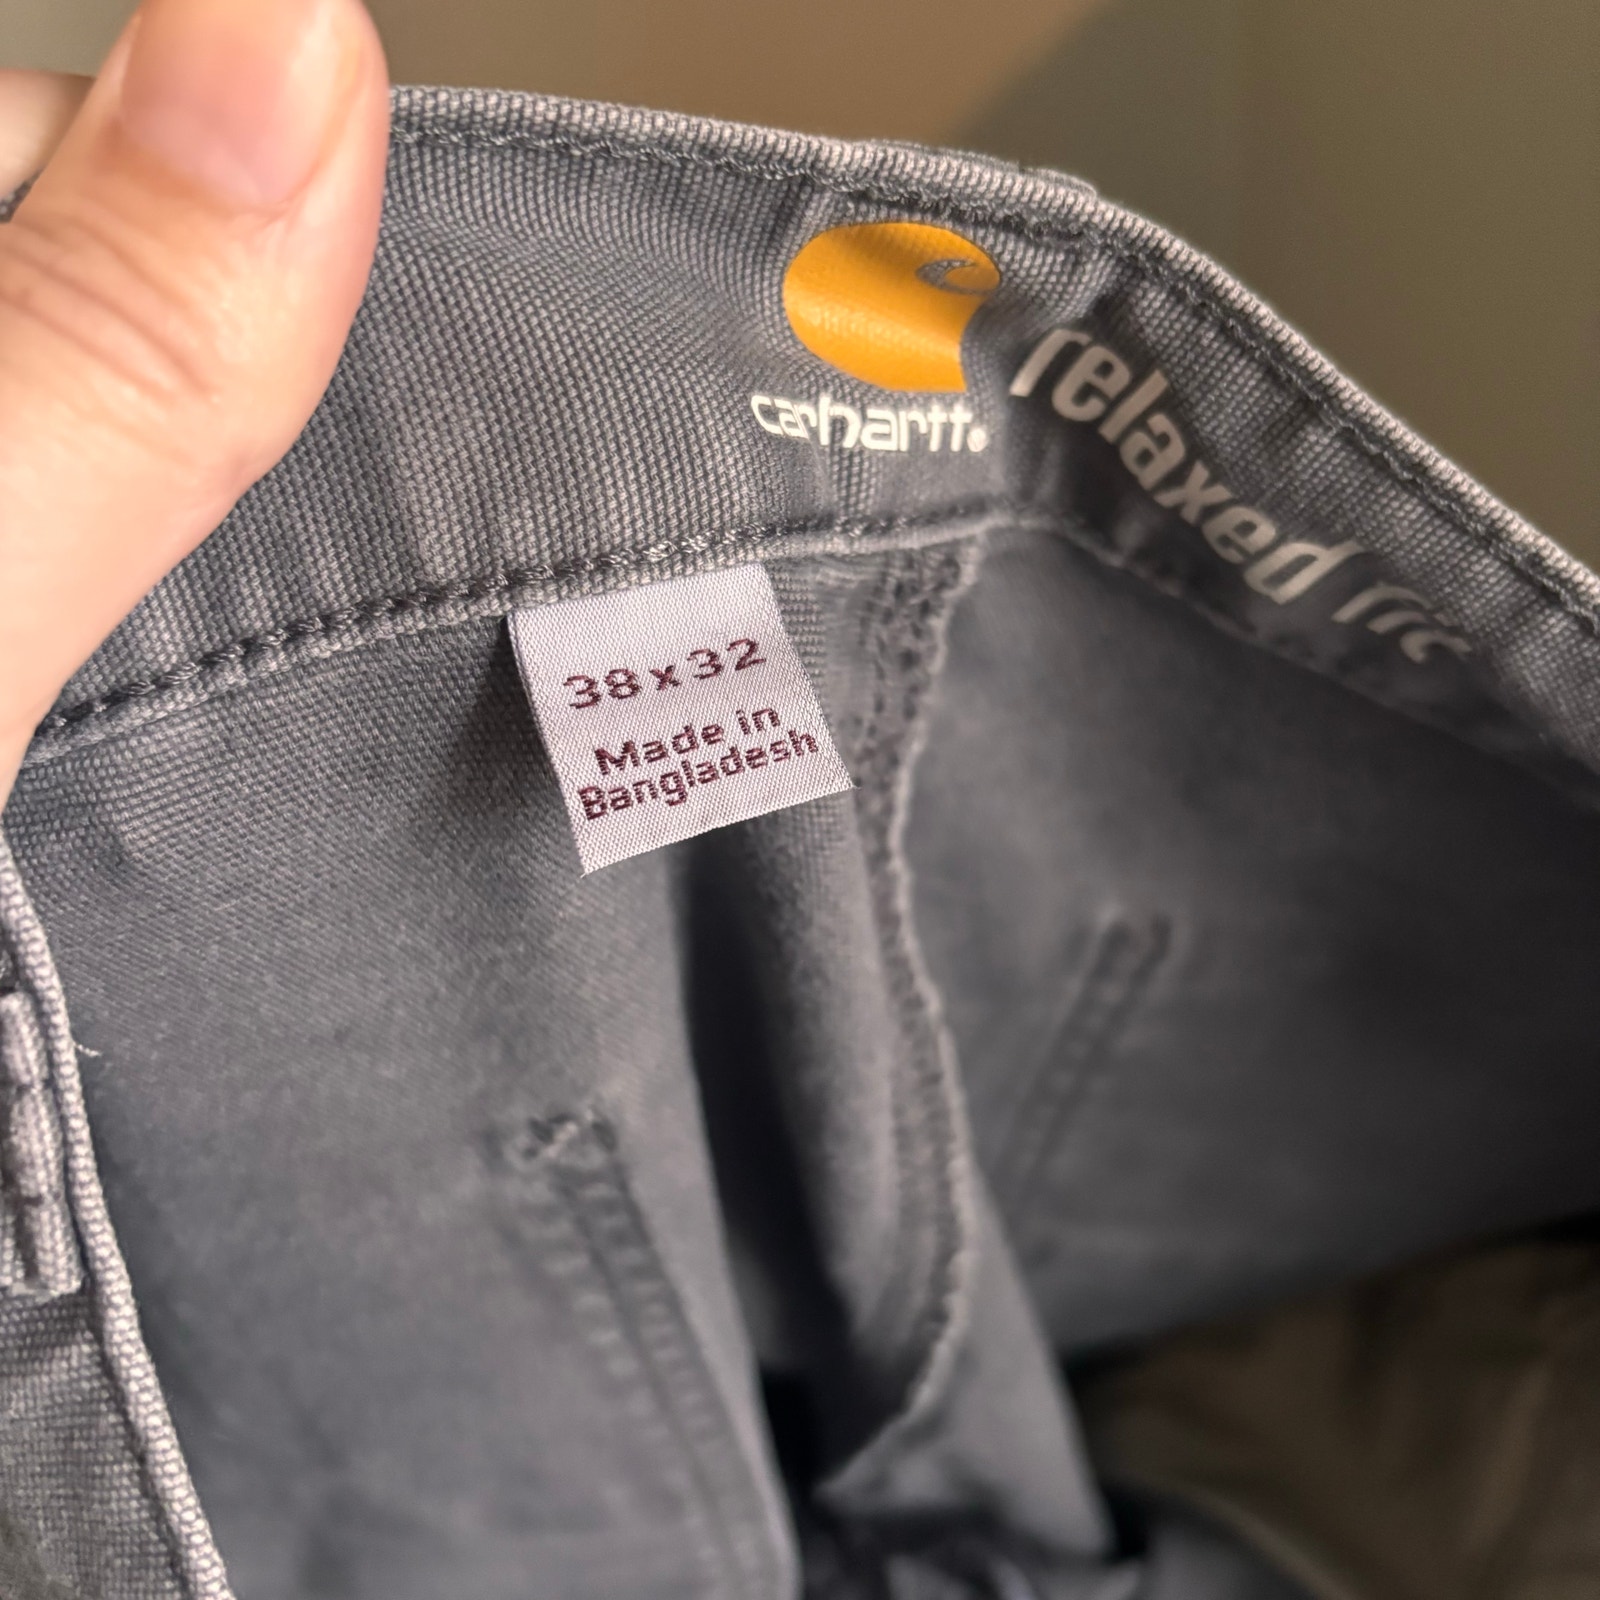 carhartt®
relaxed fit
38 x 32
Made in
Bangladesh